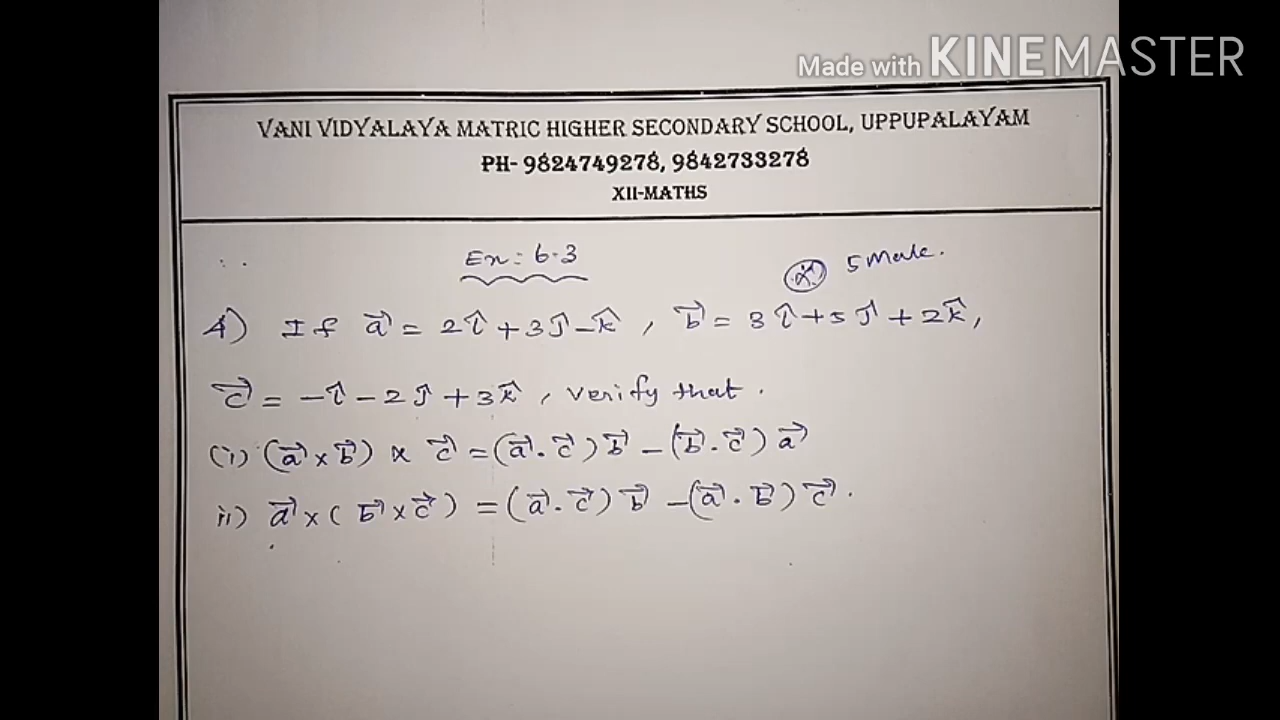 Made with KINEMASTER
VANI VIDYALAYA MATRIC HIGHER SECONDARY SCHOOL, UPPUPALAYAM
PH- 9824749278, 9842733278
XII-MATHS
Ex: 6.3
5 Mark.
4) If a⃗ = 2î + 3ĵ - k̂, b⃗ = 3î + 5ĵ + 2k̂,
c⃗ = -î - 2ĵ + 3k̂, verify that.
(i) (a⃗ × b⃗) × c⃗ = (a⃗ . c⃗) b⃗ - (b⃗ . c⃗) a⃗
ii) a⃗ × (b⃗ × c⃗) = (a⃗ . c⃗) b⃗ - (a⃗ . b⃗) c⃗.